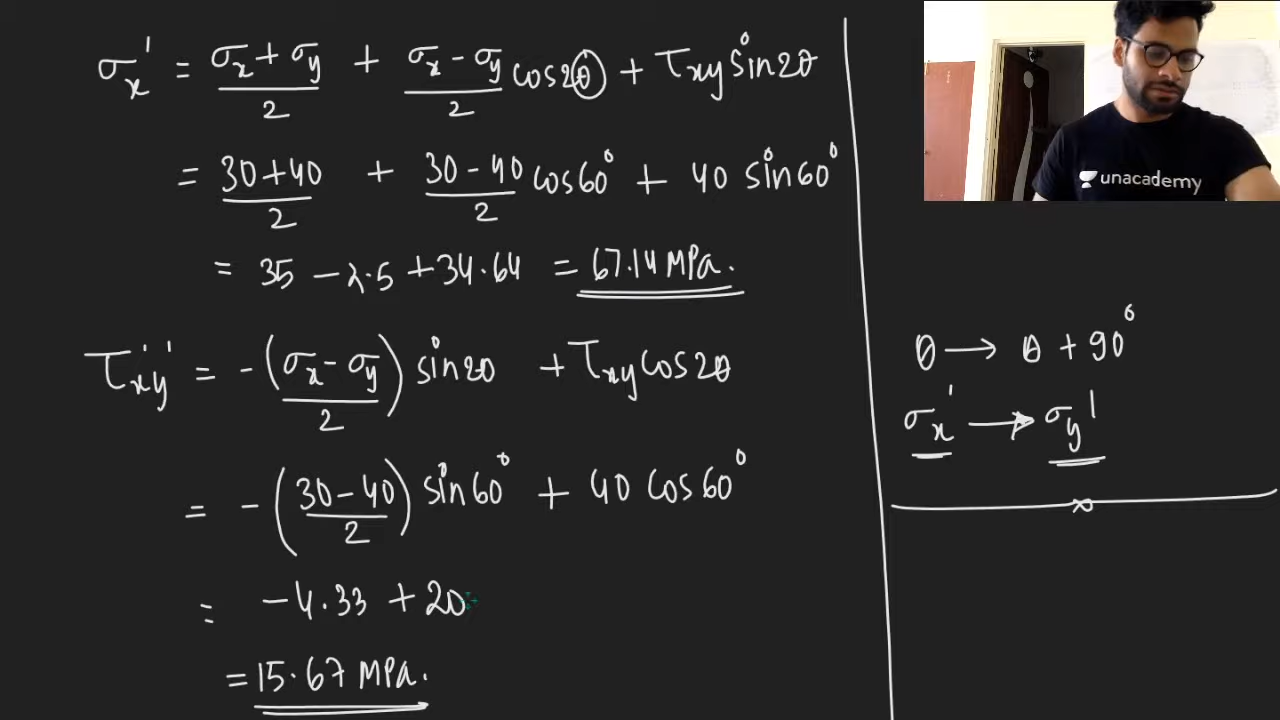 σx' = (σx + σy)/2 + (σx - σy)/2 cos2θ + τxy sin2θ
= (30+40)/2 + (30-40)/2 cos60° + 40 sin60°
= 35 - 2.5 + 34.64 = 67.14 MPa.
τx'y' = -((σx - σy)/2) sin2θ + τxy cos2θ
= -((30-40)/2) sin60° + 40 cos60°
= -4.33 + 20
= 15.67 MPa.
unacademy
θ → θ + 90°
σx' → σy'